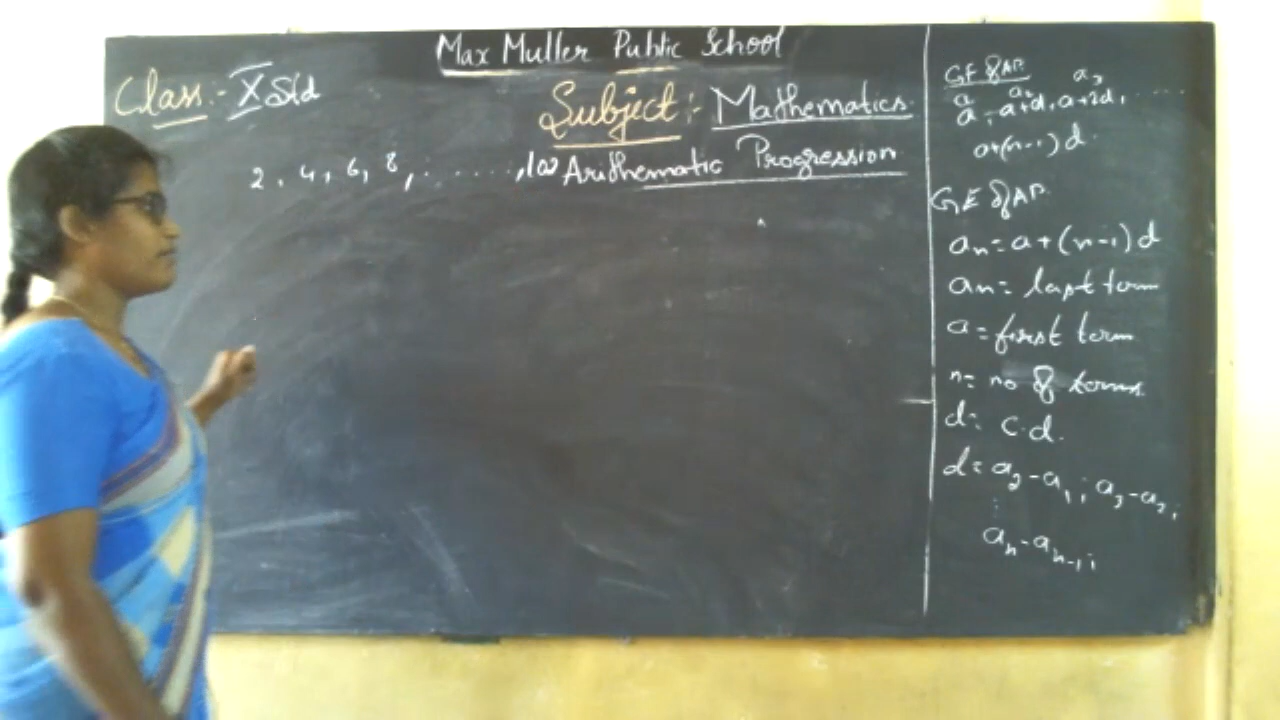 Max Muller Public School
Class:- X Std
Subject:- Mathematics
2, 4, 6, 8, . . . . . . , 100 Arithematic Progression
GF of AP.
a a2 a3
a, a+d, a+2d, . . . . .
a+(n-1)d.
GE of AP.
an = a+(n-1)d
an = last term
a = first term
n = no of terms
d = c.d.
d = a2-a1; a3-a2,
an-an-1;